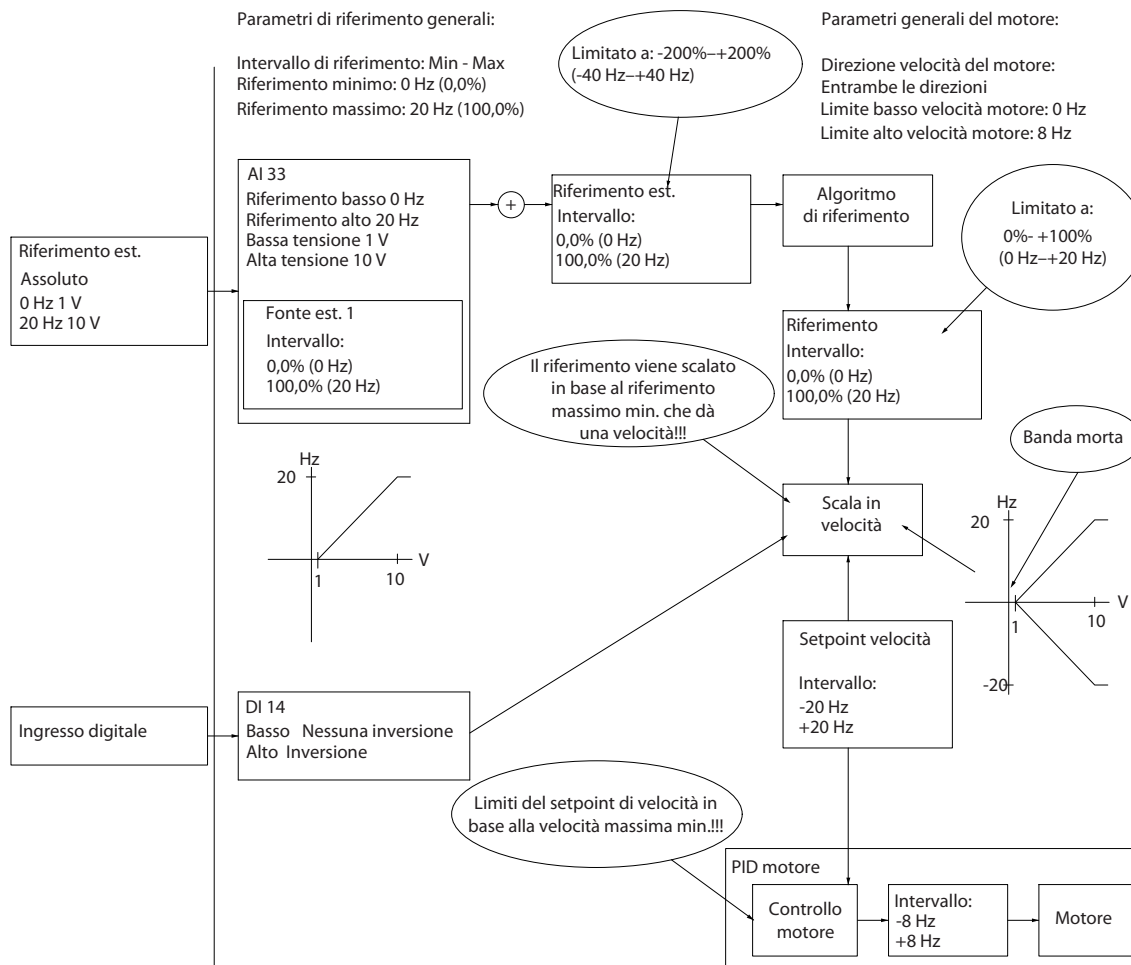 Parametri di riferimento generali:
Intervallo di riferimento: Min - Max
Riferimento minimo: 0 Hz (0,0%)
Riferimento massimo: 20 Hz (100,0%)
Limitato a: -200%–+200%
(-40 Hz–+40 Hz)
Parametri generali del motore:
Direzione velocità del motore:
Entrambe le direzioni
Limite basso velocità motore: 0 Hz
Limite alto velocità motore: 8 Hz
Riferimento est.
Assoluto
0 Hz 1 V
20 Hz 10 V
AI 33
Riferimento basso 0 Hz
Riferimento alto 20 Hz
Bassa tensione 1 V
Alta tensione 10 V
Fonte est. 1
Intervallo:
0,0% (0 Hz)
100,0% (20 Hz)
+
Riferimento est.
Intervallo:
0,0% (0 Hz)
100,0% (20 Hz)
Algoritmo
di riferimento
Limitato a:
0%- +100%
(0 Hz–+20 Hz)
Riferimento
Intervallo:
0,0% (0 Hz)
100,0% (20 Hz)
Il riferimento viene scalato
in base al riferimento
massimo min. che dà
una velocità!!!
Banda morta
Hz
20
V
1
10
Scala in
velocità
Hz
20
V
1
10
-20
Setpoint velocità
Intervallo:
-20 Hz
+20 Hz
Ingresso digitale
DI 14
Basso Nessuna inversione
Alto Inversione
Limiti del setpoint di velocità in
base alla velocità massima min.!!!
PID motore
Controllo
motore
Intervallo:
-8 Hz
+8 Hz
Motore